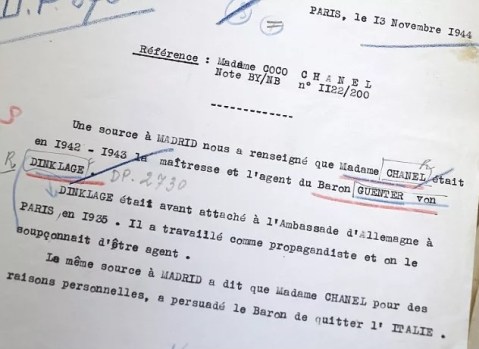 PARIS, le 13 Novembre 1944
Référence : Madame COCO CHANEL
Note BY/NB n° 1122/200
------------
Une source à MADRID nous a renseigné que Madame CHANEL était
en 1942 - 1943 la maîtresse et l'agent du Baron GUENTER von
DINKLAGE. DP. 2730
DINKLAGE était avant attaché à l'Ambassade d'Allemagne à
PARIS, en 1935 . Il a travaillé comme propagandiste et on le
soupçonnait d'être agent .
La même source à MADRID a dit que Madame CHANEL pour des
raisons personnelles, a persuadé le Baron de quitter l' ITALIE .